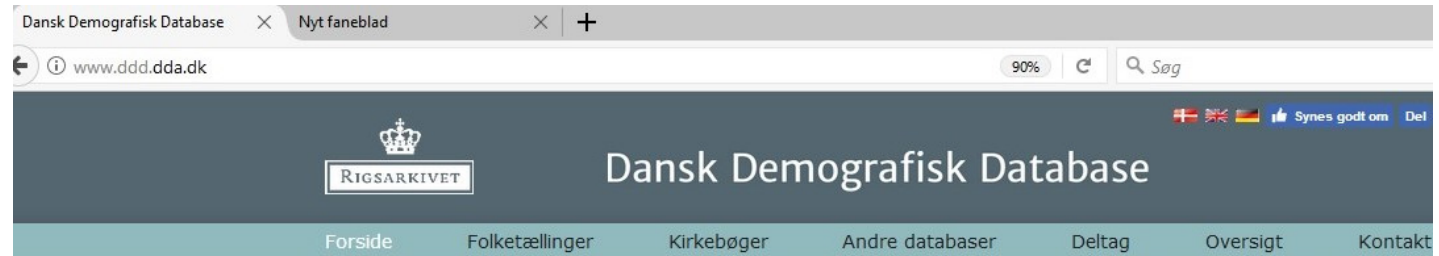 Dansk Demografisk Database Nyt faneblad
www.ddd.dda.dk 90% Søg
Synes godt om Del
RIGSARKIVET Dansk Demografisk Database
Forside Folketællinger Kirkebøger Andre databaser Deltag Oversigt Kontakt